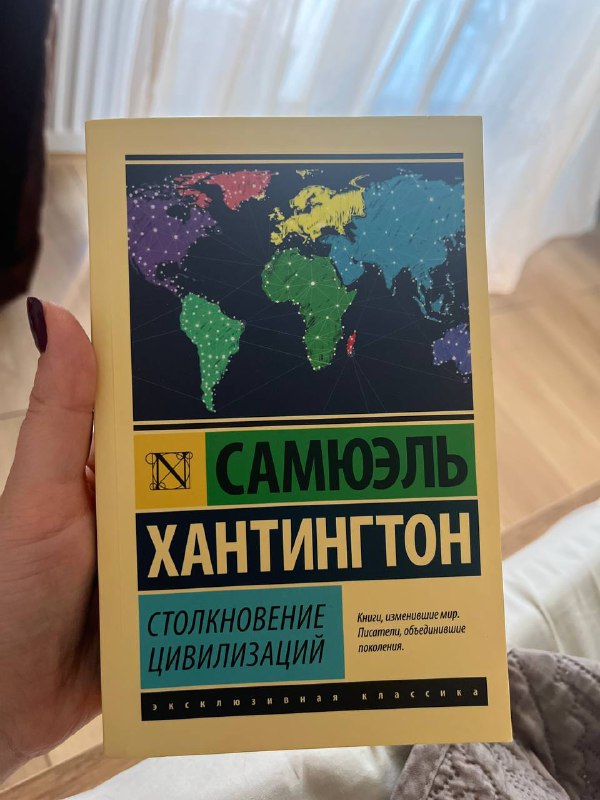 N
САМЮЭЛЬ
ХАНТИНГТОН
СТОЛКНОВЕНИЕ
ЦИВИЛИЗАЦИЙ
Книги, изменившие мир.
Писатели, объединившие
поколения.
эксклюзивная классика